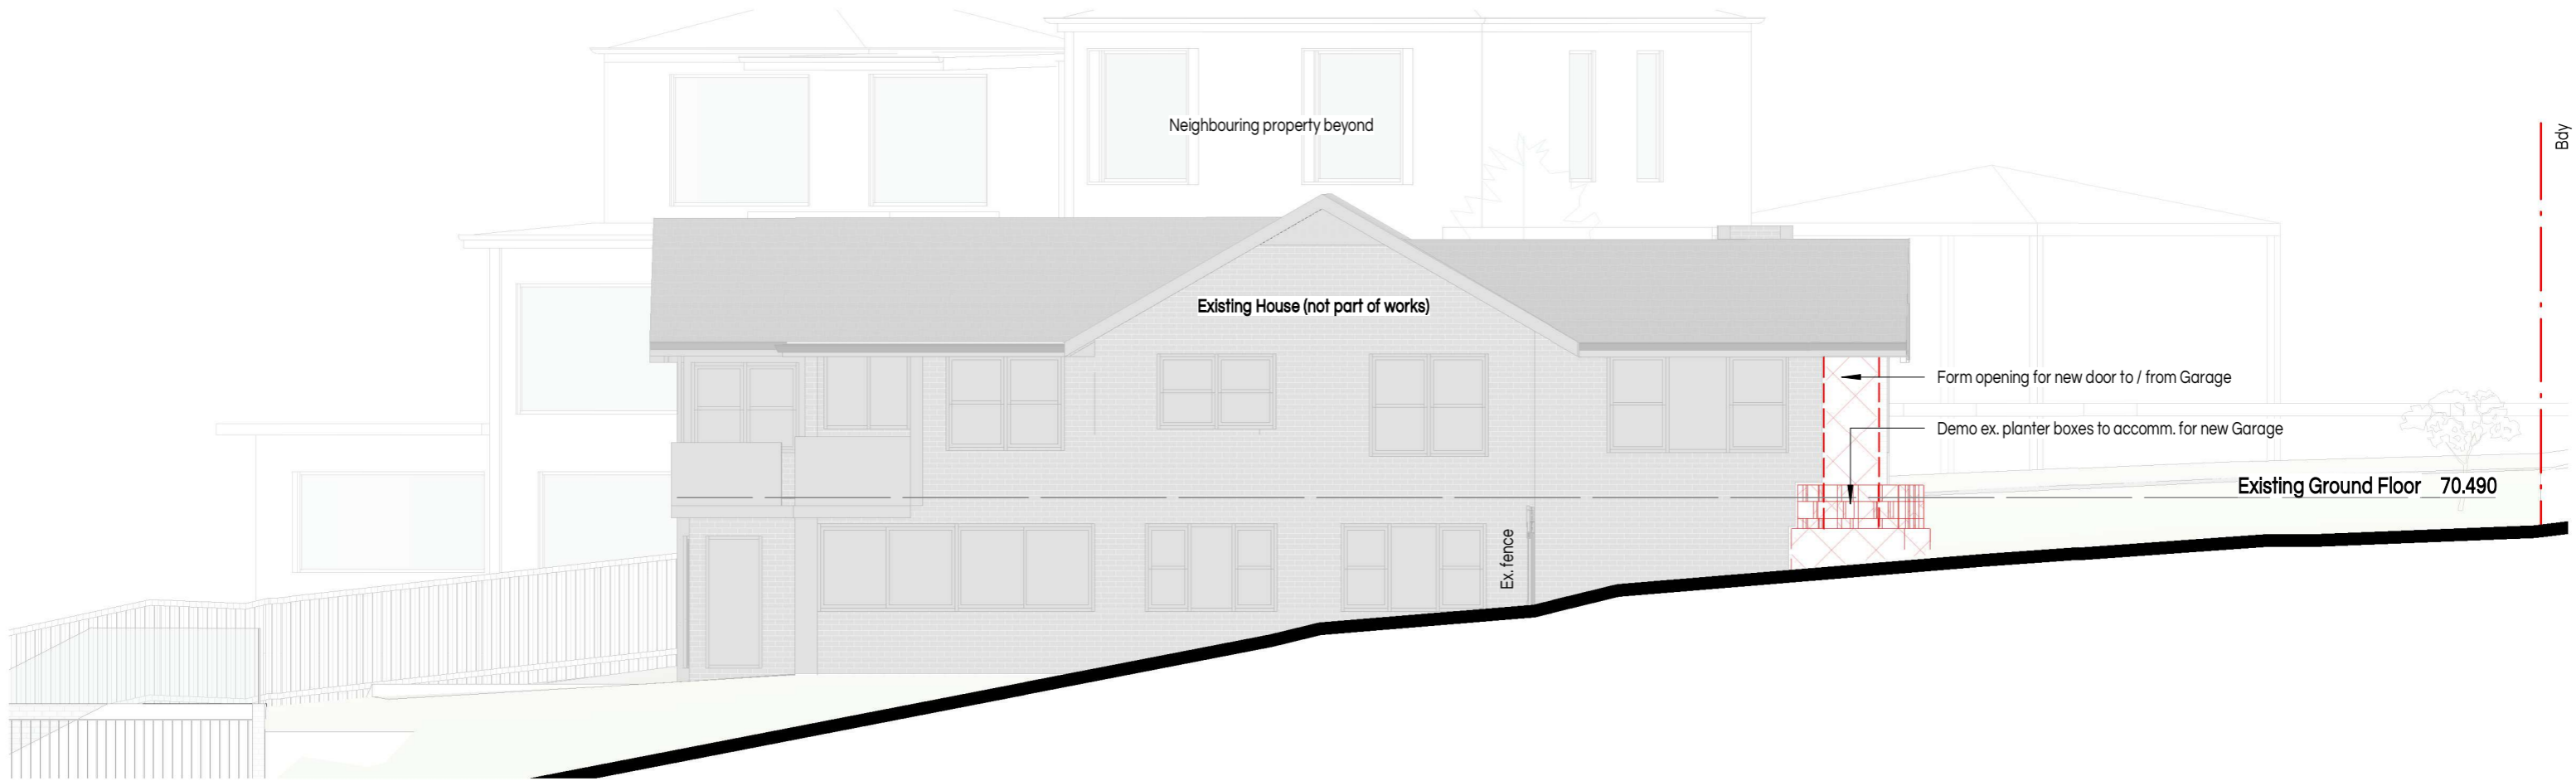 Bdy
Neighbouring property beyond
Existing House (not part of works)
Form opening for new door to / from Garage
Demo ex. planter boxes to accomm. for new Garage
Existing Ground Floor 70.490
Ex. fence